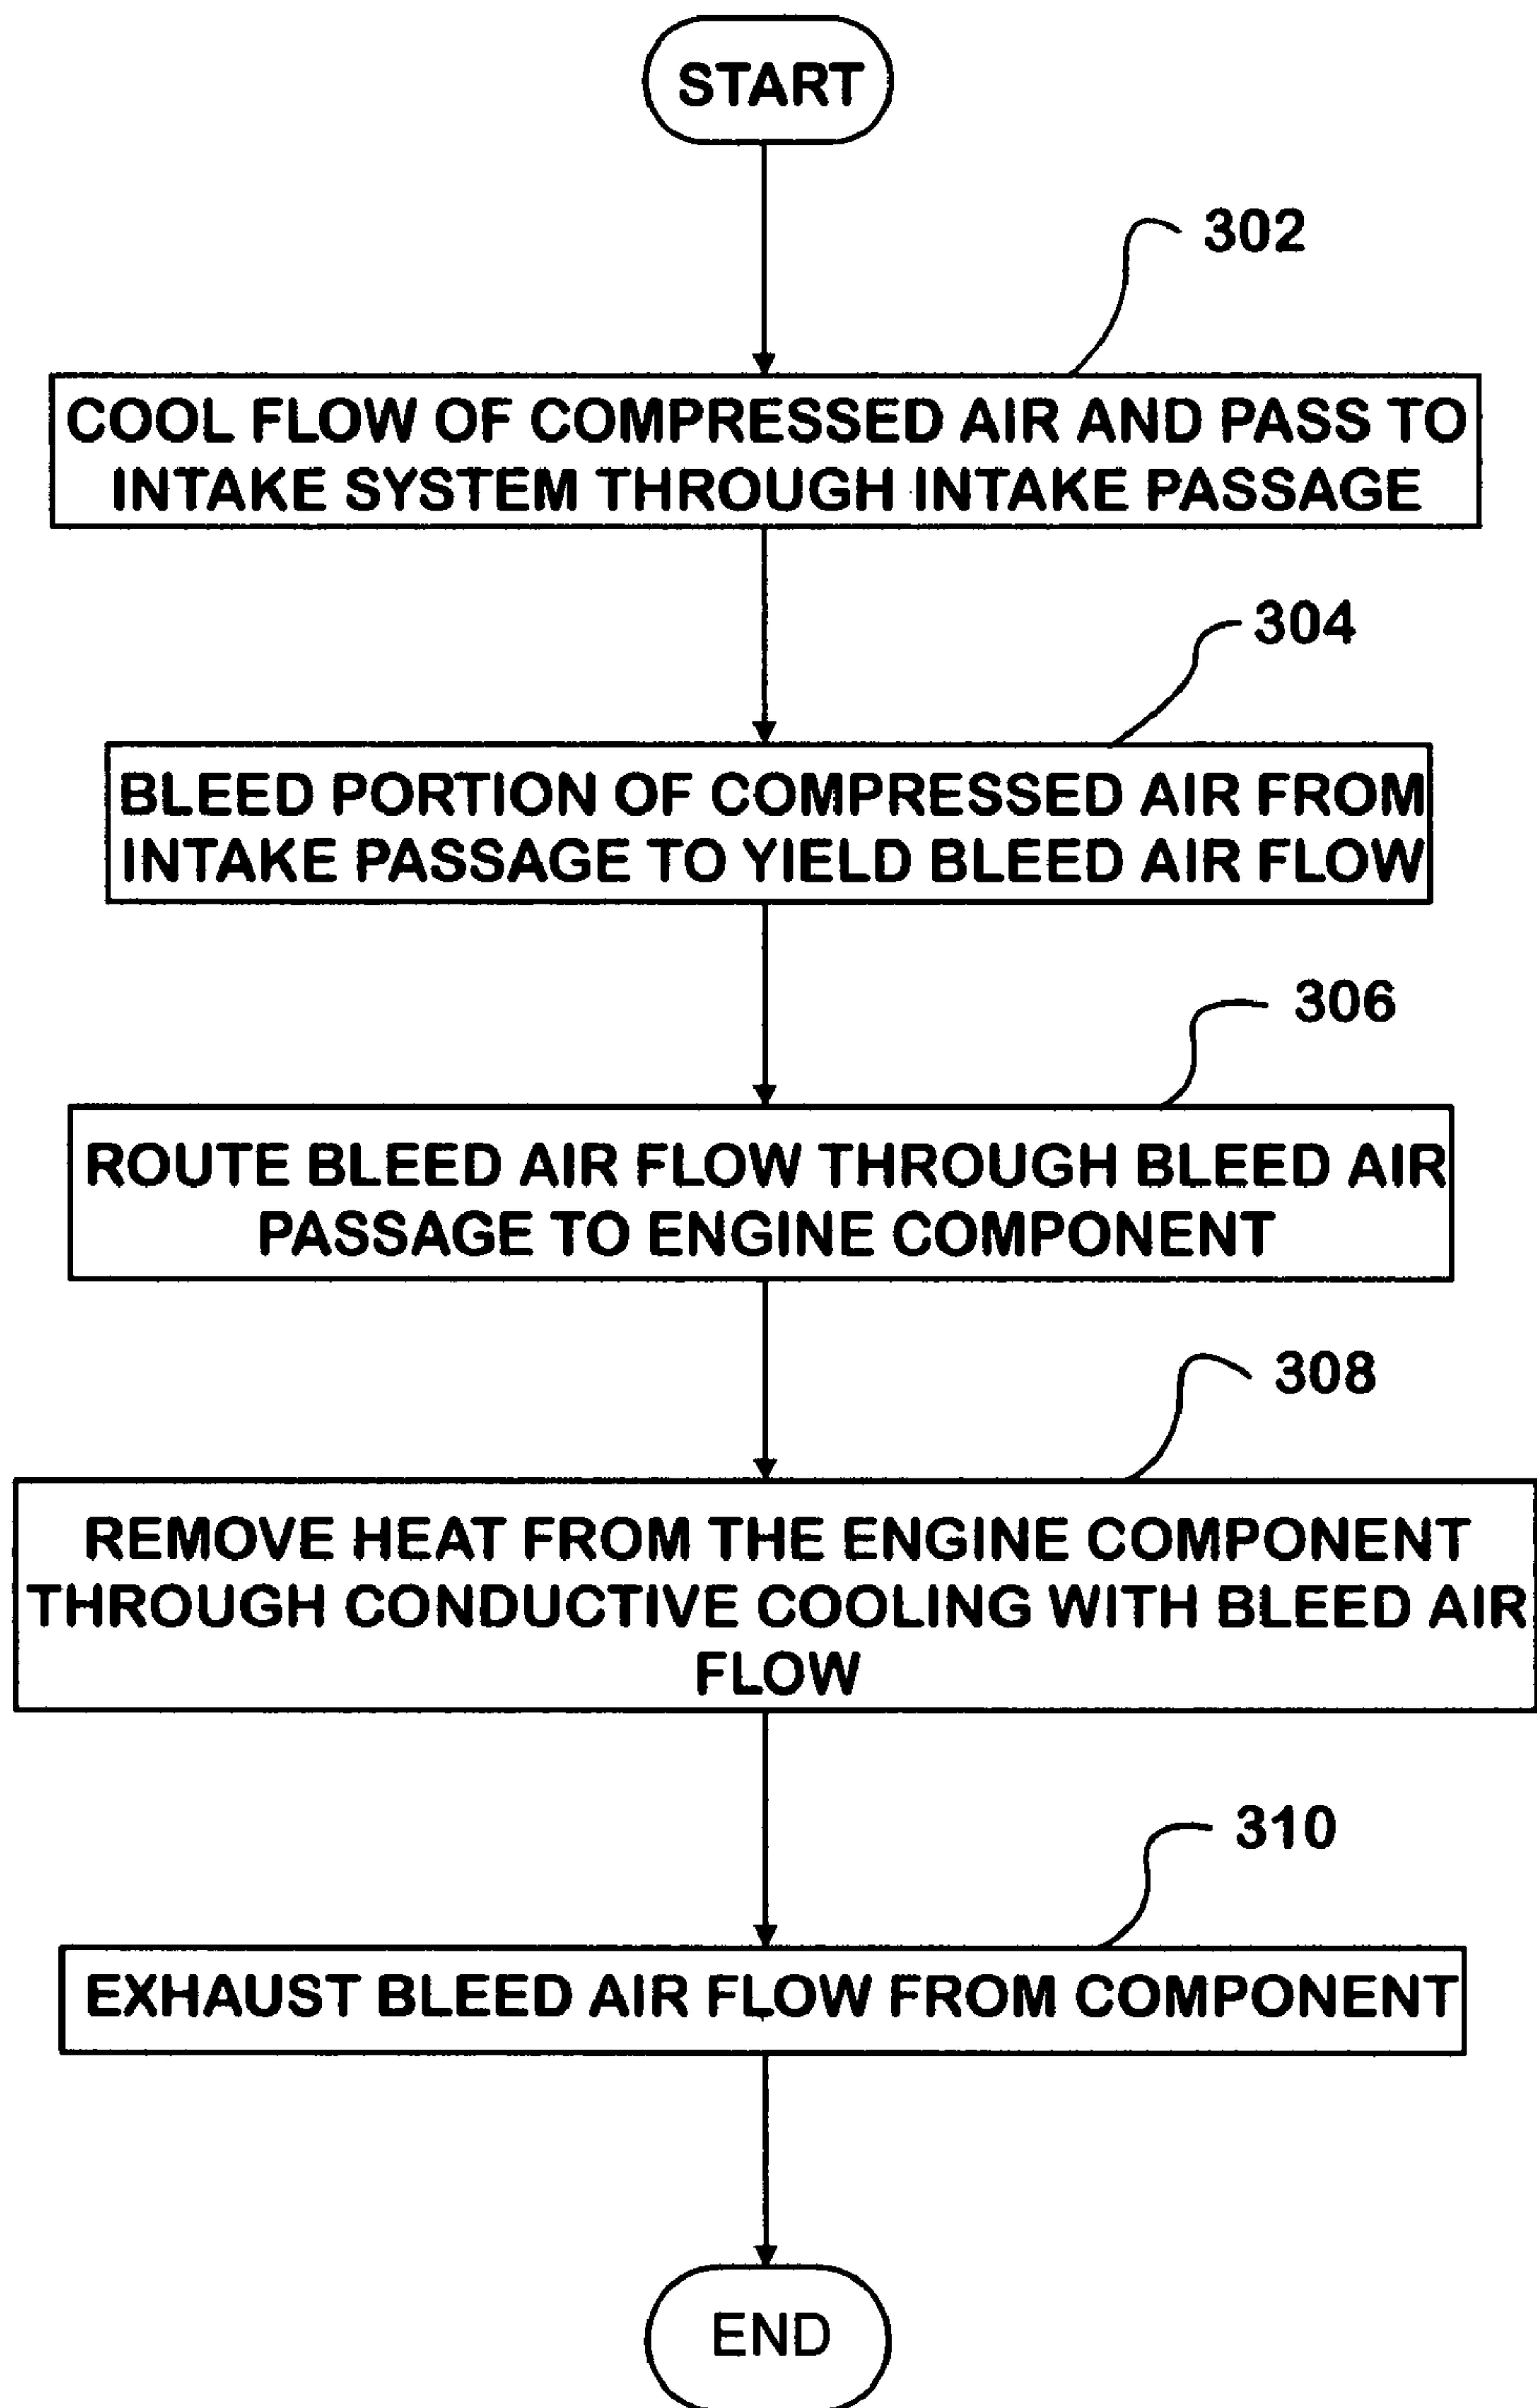 START
302
COOL FLOW OF COMPRESSED AIR AND PASS TO
INTAKE SYSTEM THROUGH INTAKE PASSAGE
304
BLEED PORTION OF COMPRESSED AIR FROM
INTAKE PASSAGE TO YIELD BLEED AIR FLOW
306
ROUTE BLEED AIR FLOW THROUGH BLEED AIR
PASSAGE TO ENGINE COMPONENT
308
REMOVE HEAT FROM THE ENGINE COMPONENT
THROUGH CONDUCTIVE COOLING WITH BLEED AIR
FLOW
310
EXHAUST BLEED AIR FLOW FROM COMPONENT
END